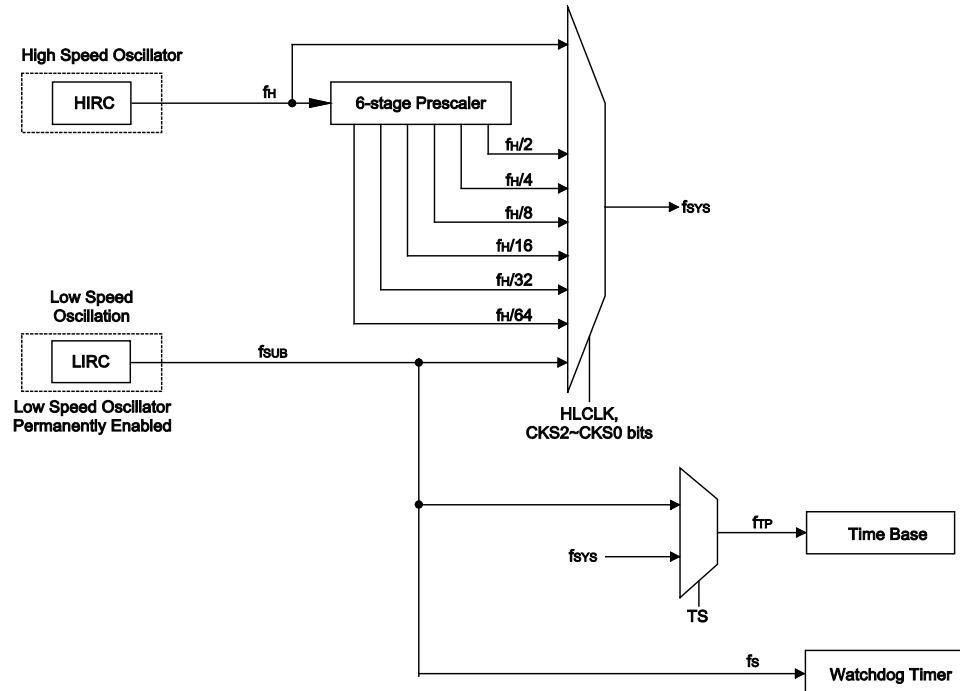 High Speed Oscillator
HIRC
fH
6-stage Prescaler
fH/2
fH/4
fH/8
fH/16
fH/32
fH/64
fSYS
Low Speed
Oscillation
LIRC
fSUB
Low Speed Oscillator
Permanently Enabled
HLCLK,
CKS2~CKS0 bits
fSYS
TS
fTP
Time Base
fS
Watchdog Timer